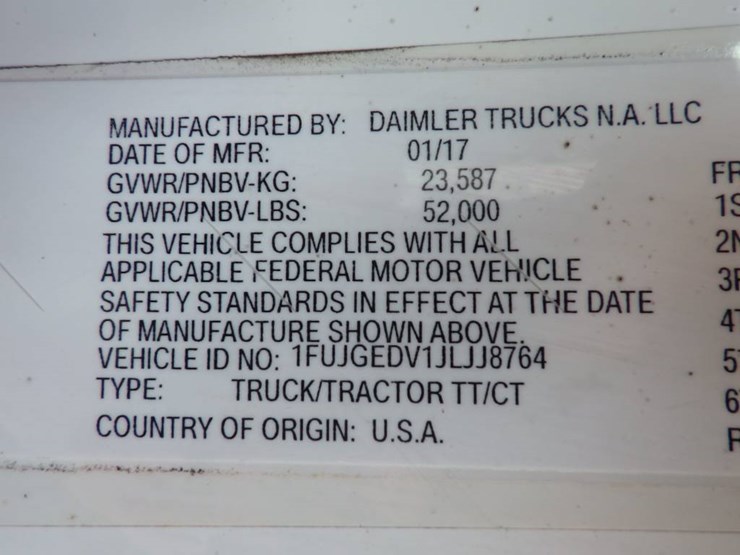 MANUFACTURED BY: DAIMLER TRUCKS N.A. LLC
DATE OF MFR: 01/17
GVWR/PNBV-KG: 23,587
GVWR/PNBV-LBS: 52,000
THIS VEHICLE COMPLIES WITH ALL
APPLICABLE FEDERAL MOTOR VEHICLE
SAFETY STANDARDS IN EFFECT AT THE DATE
OF MANUFACTURE SHOWN ABOVE.
VEHICLE ID NO: 1FUJGEDV1JLJJ8764
TYPE: TRUCK/TRACTOR TT/CT
COUNTRY OF ORIGIN: U.S.A.